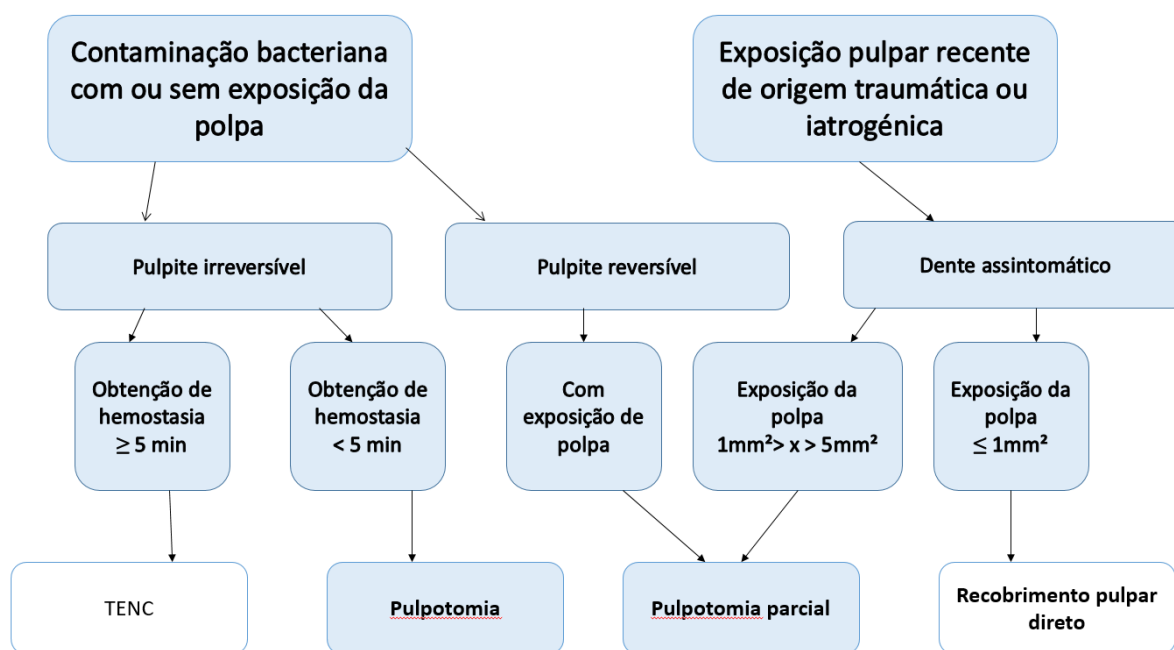 Contaminação bacteriana
com ou sem exposição da
polpa
Exposição pulpar recente
de origem traumática ou
iatrogénica
Pulpite irreversível
Pulpite reversível
Dente assintomático
Obtenção de
hemostasia
≥ 5 min
Obtenção de
hemostasia
< 5 min
Com
exposição de
polpa
Exposição da
polpa
1mm²> x > 5mm²
Exposição da
polpa
≤ 1mm²
TENC
Pulpotomia
Pulpotomia parcial
Recobrimento pulpar
direto